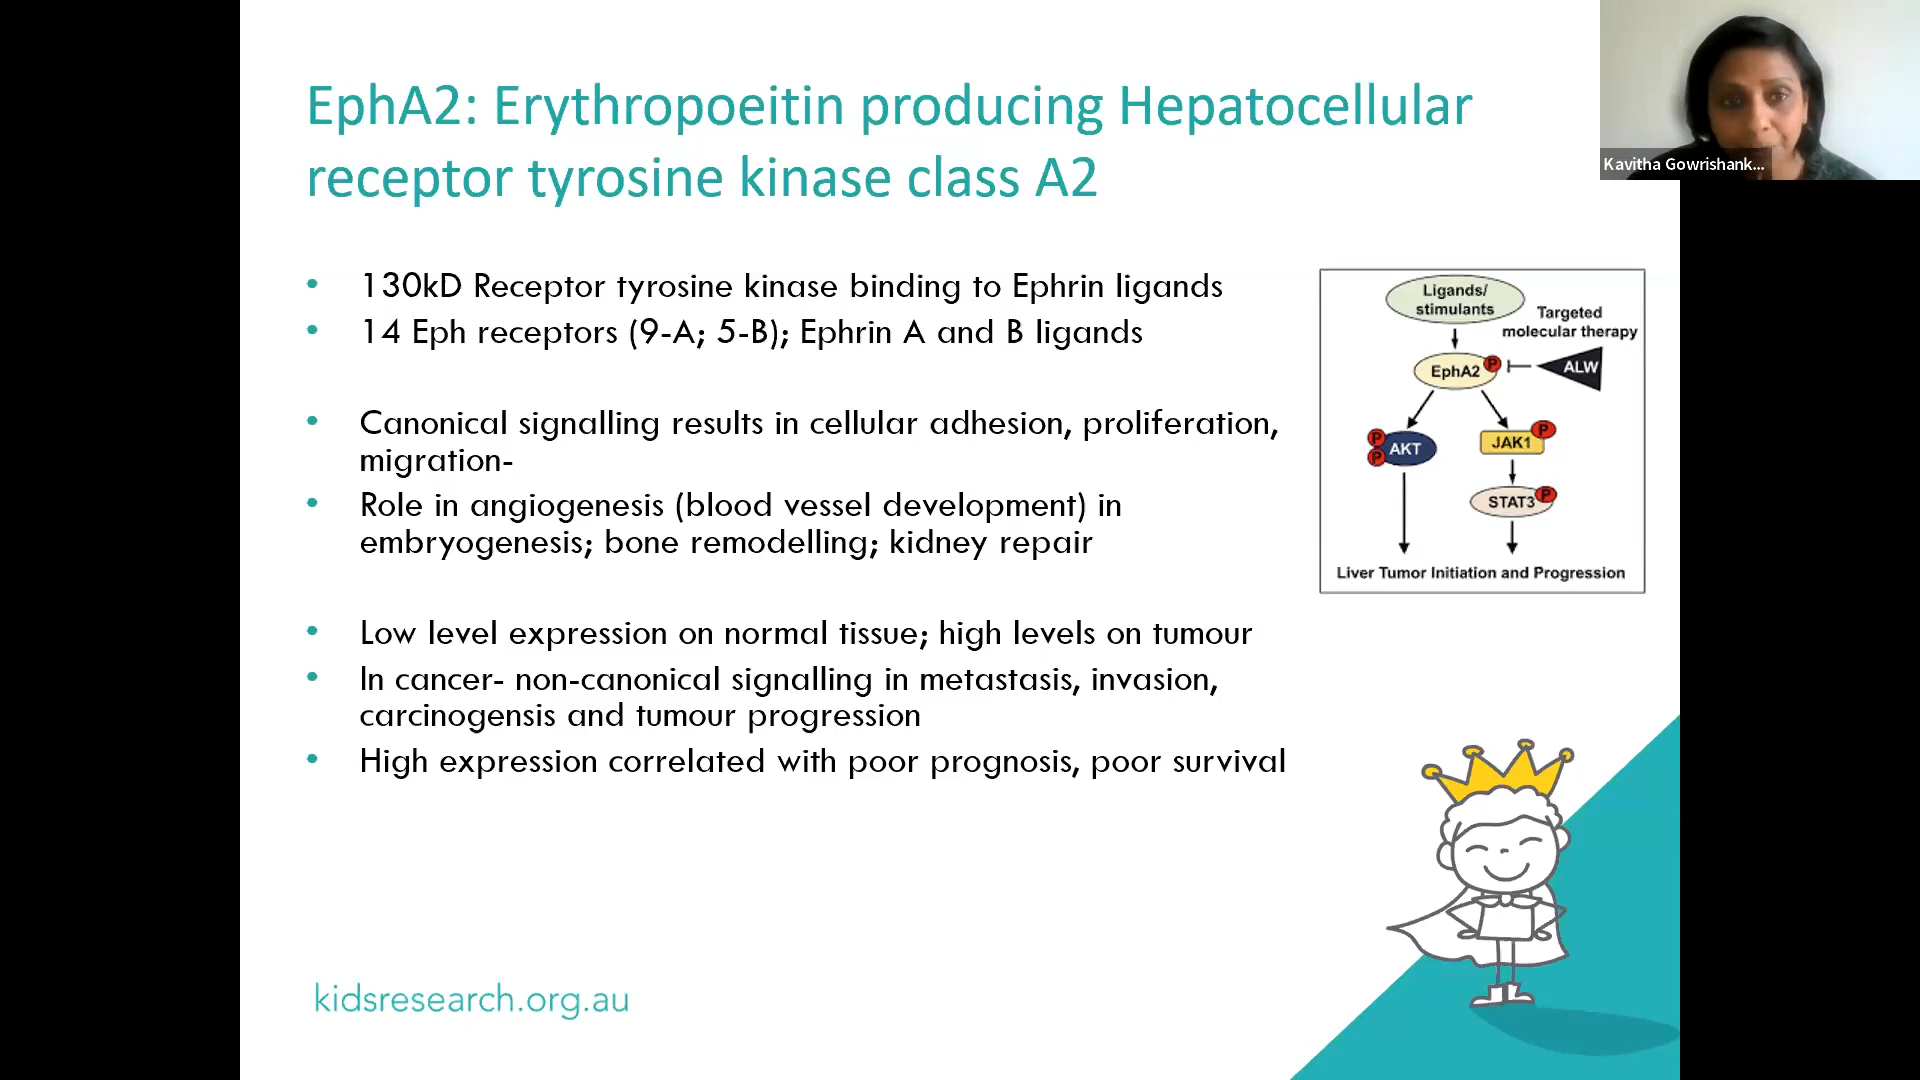 EphA2: Erythropoeitin producing Hepatocellular
receptor tyrosine kinase class A2
Kavitha Gowrishank...
• 130kD Receptor tyrosine kinase binding to Ephrin ligands
• 14 Eph receptors (9-A; 5-B); Ephrin A and B ligands
• Canonical signalling results in cellular adhesion, proliferation,
migration-
• Role in angiogenesis (blood vessel development) in
embryogenesis; bone remodelling; kidney repair
• Low level expression on normal tissue; high levels on tumour
• In cancer- non-canonical signalling in metastasis, invasion,
carcinogensis and tumour progression
• High expression correlated with poor prognosis, poor survival
Ligands/
stimulants
Targeted
molecular therapy
EphA2
P
ALW
P
P
AKT
JAK1
P
STAT3
P
Liver Tumor Initiation and Progression
kidsresearch.org.au